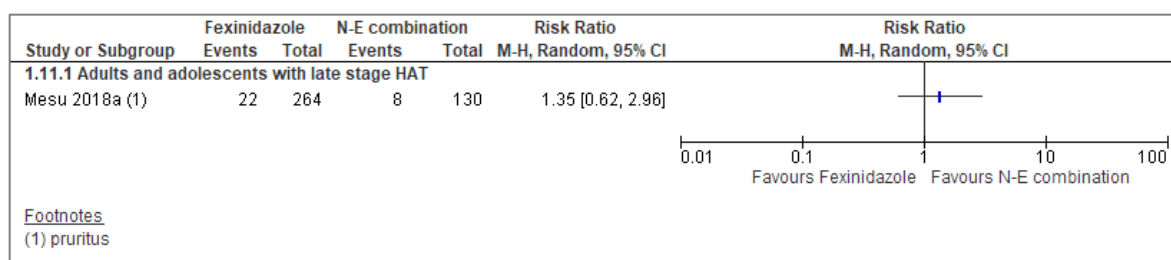 Fexinidazole N-E combination Risk Ratio Risk Ratio
Study or Subgroup Events Total Events Total M-H, Random, 95% CI M-H, Random, 95% CI
1.11.1 Adults and adolescents with late stage HAT
Mesu 2018a (1) 22 264 8 130 1.35 [0.62, 2.96]
0.01 0.1 1 10 100
Favours Fexinidazole Favours N-E combination
Footnotes
(1) pruritus